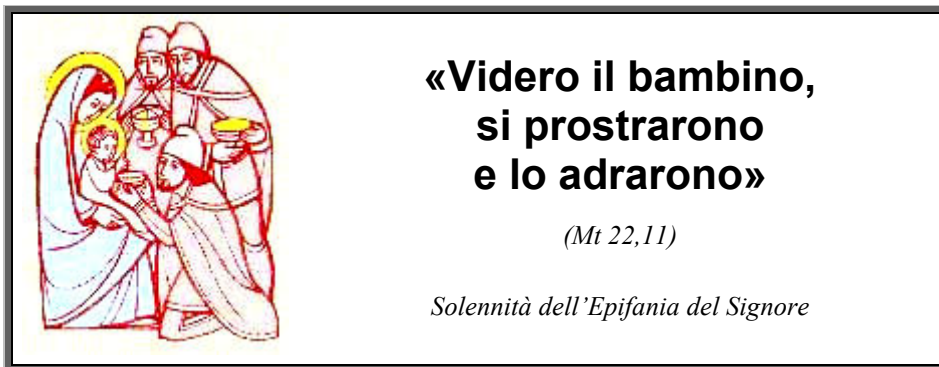 «Videro il bambino,
si prostrarono
e lo adrarono»
(Mt 22,11)
Solennità dell’Epifania del Signore